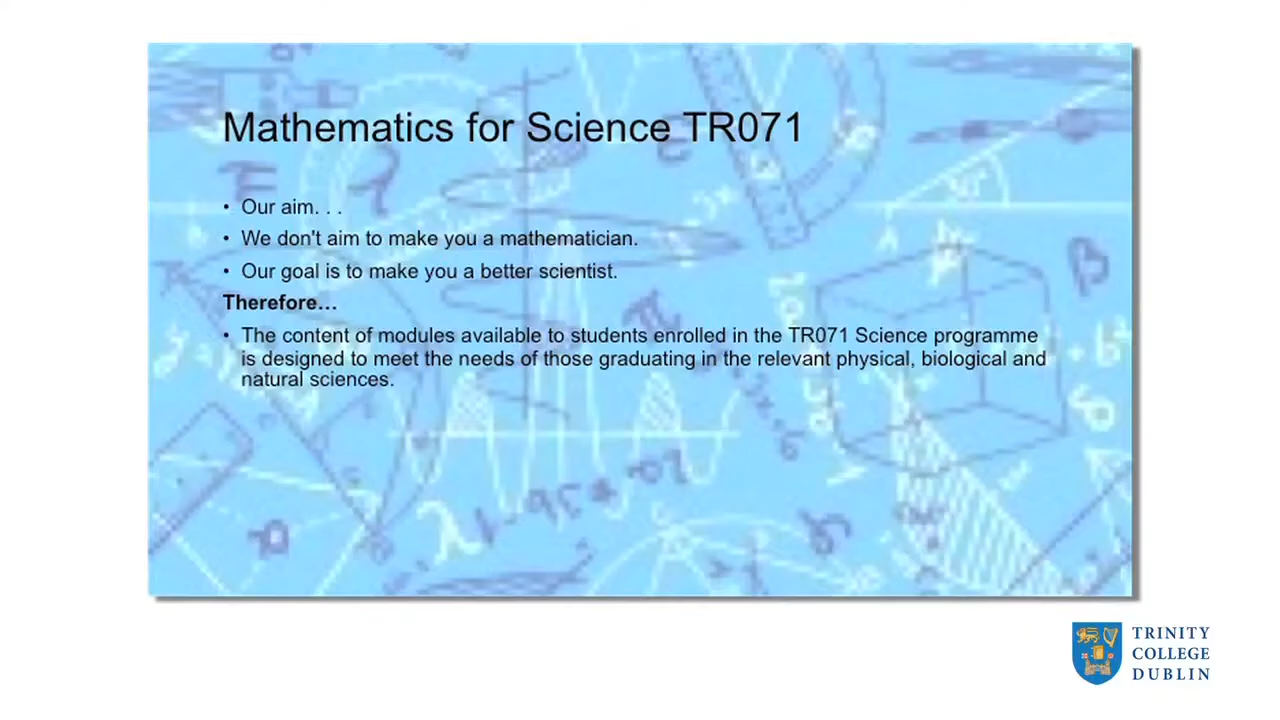 Mathematics for Science TR071
• Our aim. . .
• We don't aim to make you a mathematician.
• Our goal is to make you a better scientist.
Therefore…
• The content of modules available to students enrolled in the TR071 Science programme
is designed to meet the needs of those graduating in the relevant physical, biological and
natural sciences.
TRINITY
COLLEGE
DUBLIN